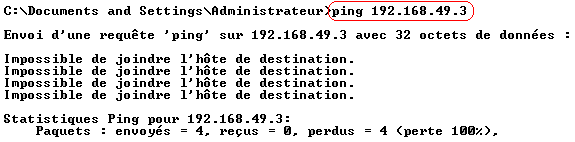 C:\Documents and Settings\Administrateur>ping 192.168.49.3
Envoi d'une requête 'ping' sur 192.168.49.3 avec 32 octets de données :
Impossible de joindre l'hôte de destination.
Impossible de joindre l'hôte de destination.
Impossible de joindre l'hôte de destination.
Impossible de joindre l'hôte de destination.
Statistiques Ping pour 192.168.49.3:
Paquets : envoyés = 4, reçus = 0, perdus = 4 (perte 100%),